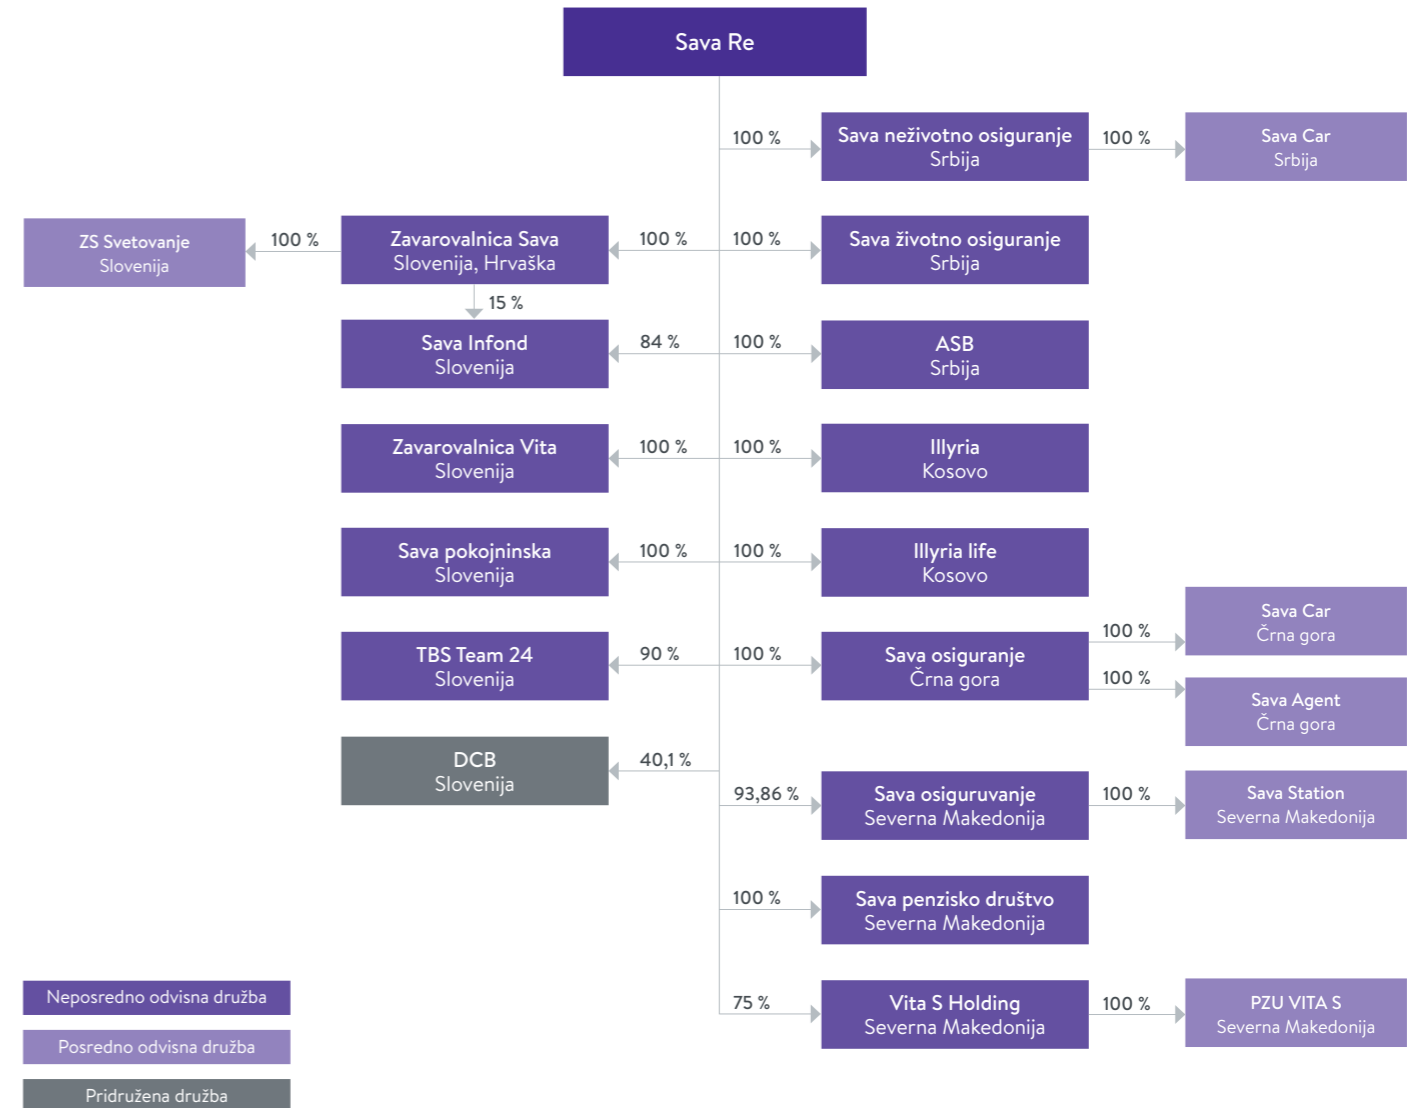 Sava Re
100 %
Sava neživotno osiguranje
Srbija
100 %
Sava Car
Srbija
ZS Svetovanje
Slovenija
100 %
Zavarovalnica Sava
Slovenija, Hrvaška
100 %
100 %
Sava životno osiguranje
Srbija
15 %
Sava Infond
Slovenija
84 %
100 %
ASB
Srbija
Zavarovalnica Vita
Slovenija
100 %
100 %
Illyria
Kosovo
Sava pokojninska
Slovenija
100 %
100 %
Illyria life
Kosovo
TBS Team 24
Slovenija
90 %
100 %
Sava osiguranje
Črna gora
100 %
Sava Car
Črna gora
100 %
Sava Agent
Črna gora
DCB
Slovenija
40,1 %
93,86 %
Sava osiguruvanje
Severna Makedonija
100 %
Sava Station
Severna Makedonija
100 %
Sava penzisko društvo
Severna Makedonija
75 %
Vita S Holding
Severna Makedonija
100 %
PZU VITA S
Severna Makedonija
Neposredno odvisna družba
Posredno odvisna družba
Pridružena družba